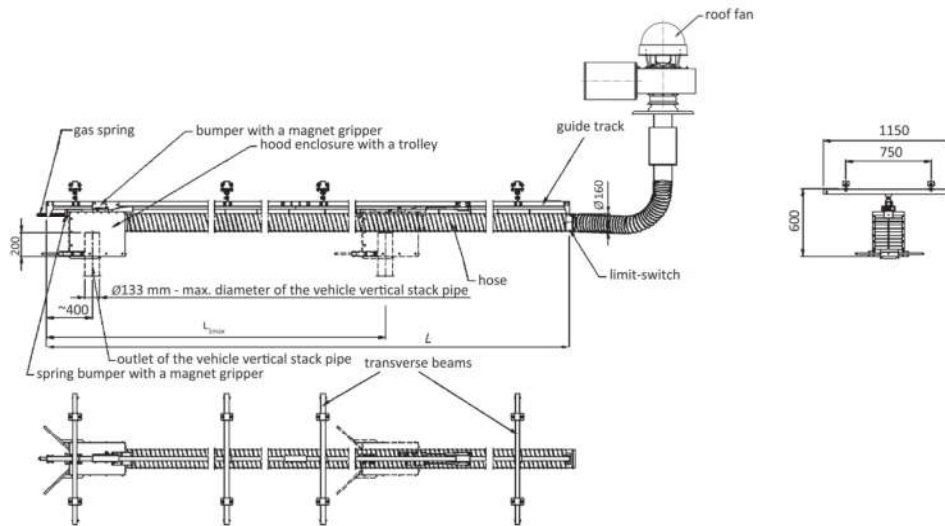 roof fan
gas spring
bumper with a magnet gripper
hood enclosure with a trolley
guide track
1150
750
600
Ø160
200
hose
limit-switch
Ø133 mm - max. diameter of the vehicle vertical stack pipe
~400
L1max
L
outlet of the vehicle vertical stack pipe
transverse beams
spring bumper with a magnet gripper